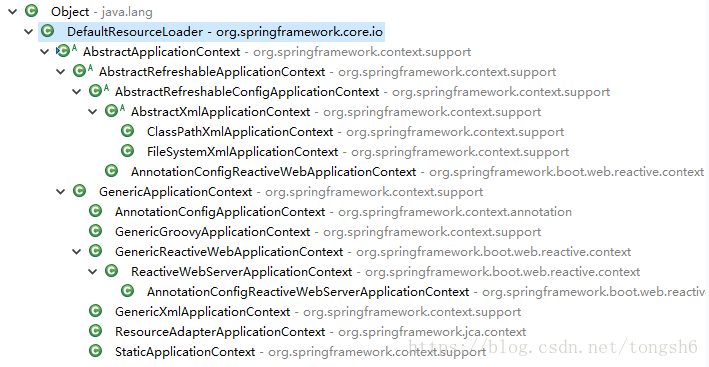 Object - java.lang
DefaultResourceLoader - org.springframework.core.io
AbstractApplicationContext - org.springframework.context.support
AbstractRefreshableApplicationContext - org.springframework.context.support
AbstractRefreshableConfigApplicationContext - org.springframework.context.support
AbstractXmlApplicationContext - org.springframework.context.support
ClassPathXmlApplicationContext - org.springframework.context.support
FileSystemXmlApplicationContext - org.springframework.context.support
AnnotationConfigReactiveWebApplicationContext - org.springframework.boot.web.reactive.context
GenericApplicationContext - org.springframework.context.support
AnnotationConfigApplicationContext - org.springframework.context.annotation
GenericGroovyApplicationContext - org.springframework.context.support
GenericReactiveWebApplicationContext - org.springframework.boot.web.reactive.context
ReactiveWebServerApplicationContext - org.springframework.boot.web.reactive.context
AnnotationConfigReactiveWebServerApplicationContext - org.springframework.boot.web.reactive
GenericXmlApplicationContext - org.springframework.context.support
ResourceAdapterApplicationContext - org.springframework.jca.context
StaticApplicationContext - org.springframework.context.support
https://blog.csdn.net/tongsh6